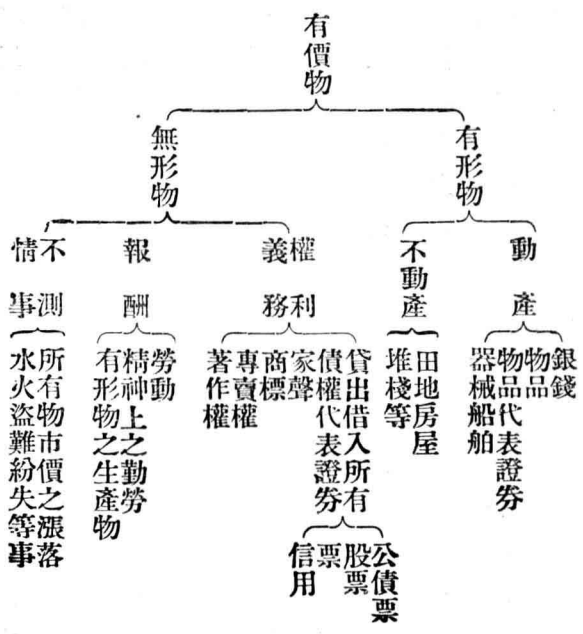 有價物
有形物
動產
銀錢
物品
物品代表證劵
器械船舶
不動產
田地房屋
堆棧等
無形物
權利
義務
貸出借入所有
債權代表證劵
公債票
股票
票
信用
家聲
商標
專賣權
著作權
報酬
勞動
精神上之勤勞
有形物之生產物
不測
情事
所有物市價之漲落
水火盜難紛失等事